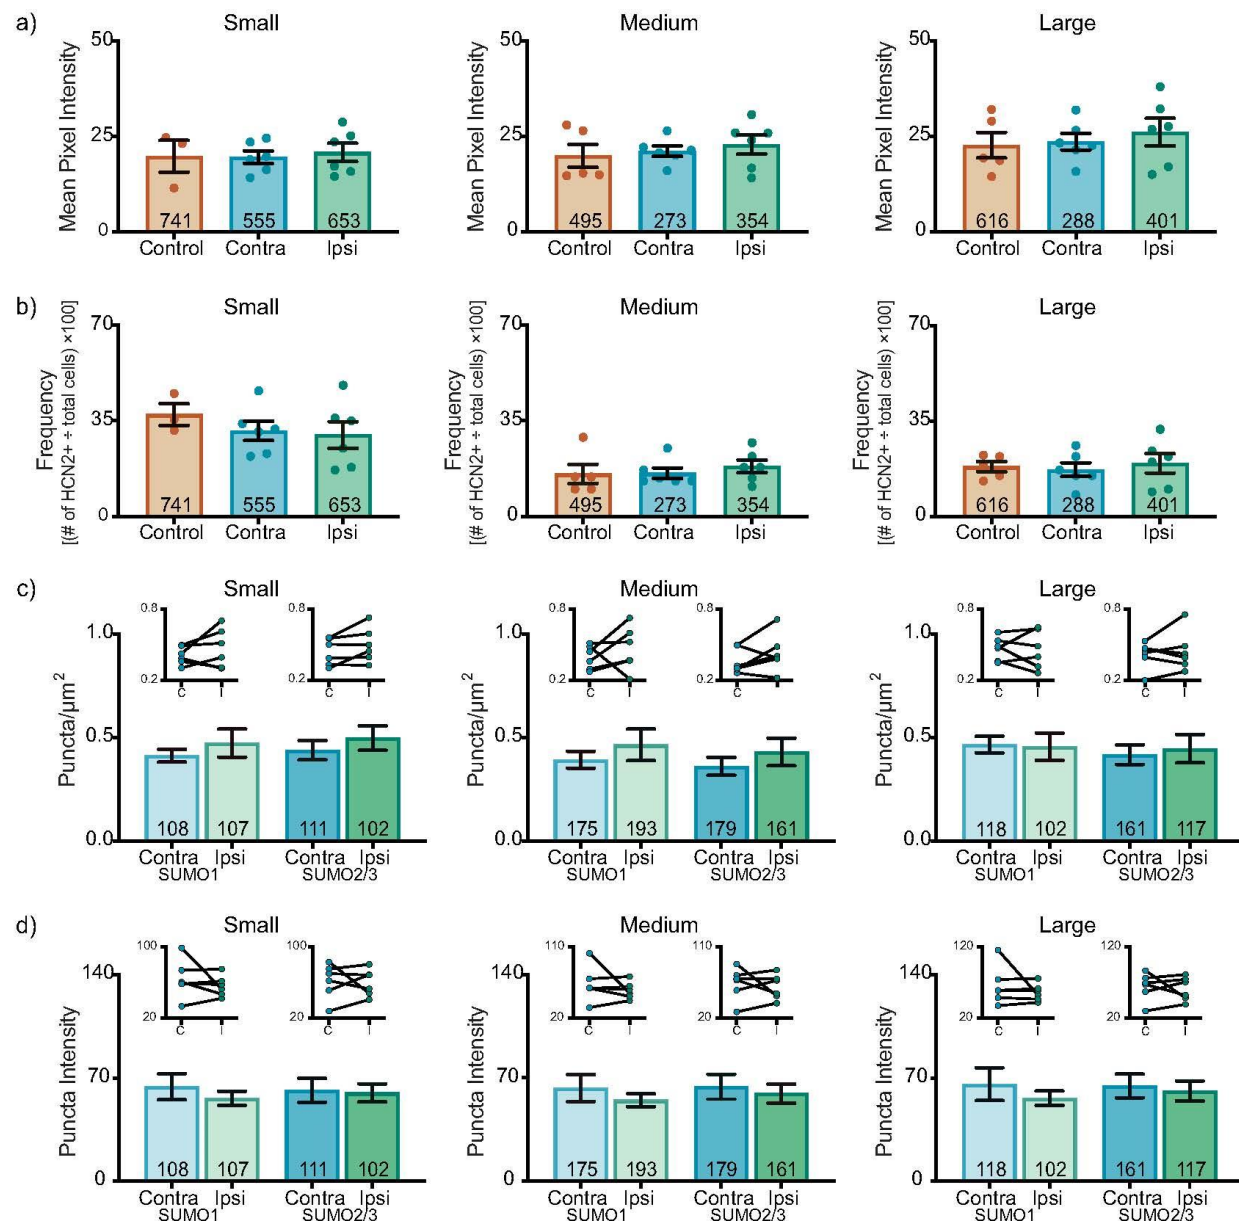 a)
Small
Medium
Large
Mean Pixel Intensity
50
25
0
741
555
653
Control
Contra
Ipsi
Mean Pixel Intensity
50
25
0
495
273
354
Control
Contra
Ipsi
Mean Pixel Intensity
50
25
0
616
288
401
Control
Contra
Ipsi
b)
Small
Medium
Large
Frequency
[(# of HCN2+ ÷ total cells) ×100]
70
35
0
741
555
653
Control
Contra
Ipsi
Frequency
[(# of HCN2+ ÷ total cells) ×100]
70
35
0
495
273
354
Control
Contra
Ipsi
Frequency
[(# of HCN2+ ÷ total cells) ×100]
70
35
0
616
288
401
Control
Contra
Ipsi
c)
Small
Medium
Large
Puncta/µm²
1.0
0.5
0.0
0.8
0.2
C I
0.8
0.2
C I
108
107
111
102
Contra Ipsi Contra Ipsi
SUMO1 SUMO2/3
Puncta/µm²
1.0
0.5
0.0
0.8
0.2
C I
0.8
0.2
C I
175
193
179
161
Contra Ipsi Contra Ipsi
SUMO1 SUMO2/3
Puncta/µm²
1.0
0.5
0.0
0.8
0.2
C I
0.8
0.2
C I
118
102
161
117
Contra Ipsi Contra Ipsi
SUMO1 SUMO2/3
d)
Small
Medium
Large
Puncta Intensity
140
70
0
100
20
C I
100
20
C I
108
107
111
102
Contra Ipsi Contra Ipsi
SUMO1 SUMO2/3
Puncta Intensity
140
70
0
110
20
C I
110
20
C I
175
193
179
161
Contra Ipsi Contra Ipsi
SUMO1 SUMO2/3
Puncta Intensity
140
70
0
120
20
C I
120
20
C I
118
102
161
117
Contra Ipsi Contra Ipsi
SUMO1 SUMO2/3